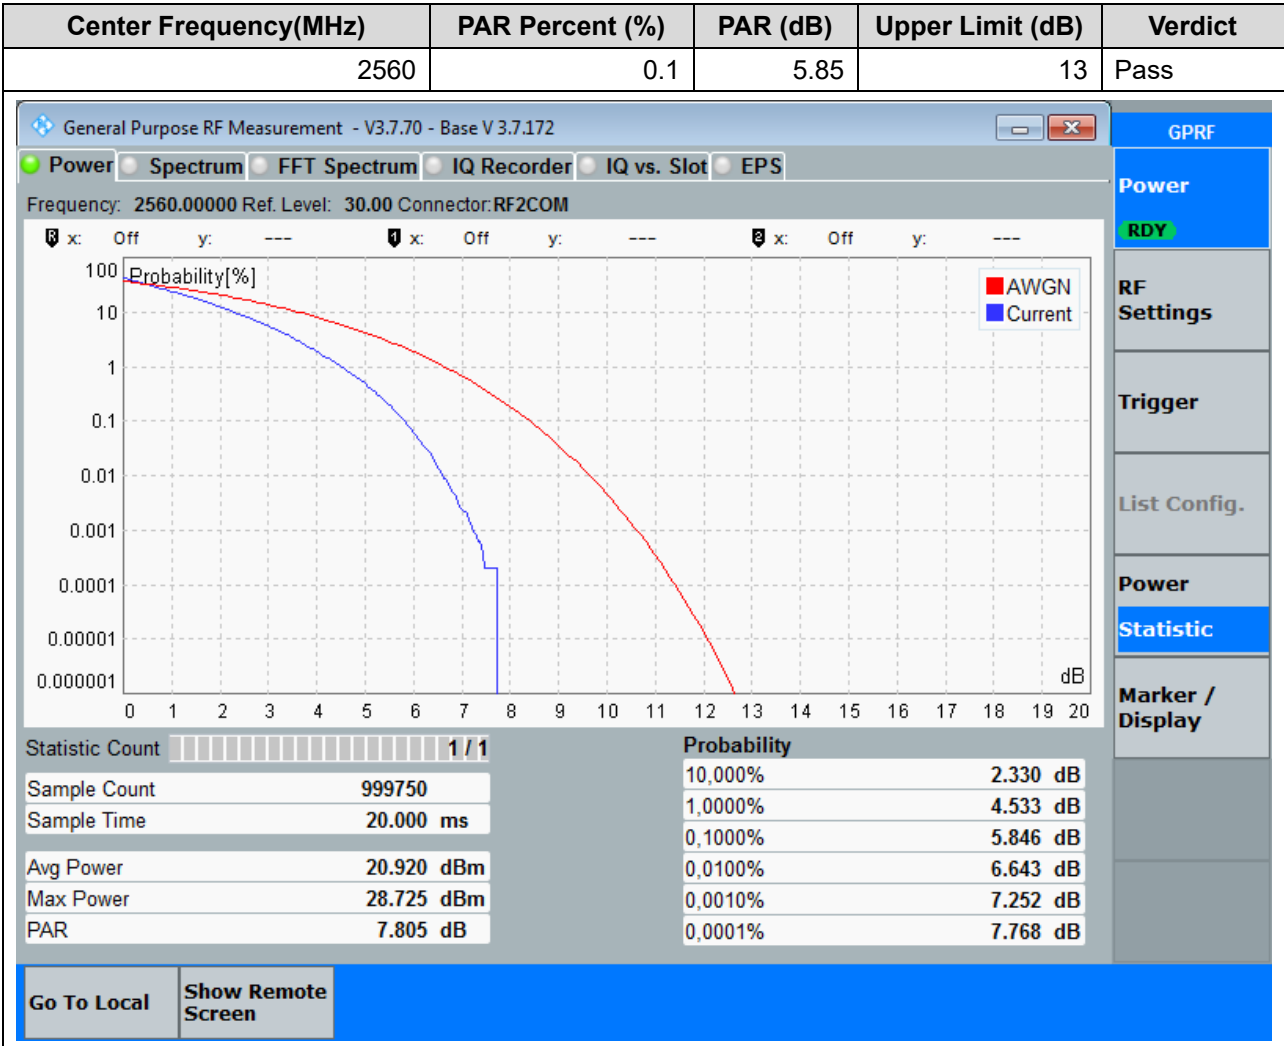 Center Frequency(MHz) PAR Percent (%) PAR (dB) Upper Limit (dB) Verdict
2560 0.1 5.85 13 Pass
General Purpose RF Measurement - V3.7.70 - Base V 3.7.172
GPRF
Power Spectrum FFT Spectrum IQ Recorder IQ vs. Slot EPS
Power
RDY
Frequency: 2560.00000 Ref. Level: 30.00 Connector: RF2COM
R x: Off y: --- 1 x: Off y: --- 2 x: Off y: ---
100 Probability[%]
10
1
0.1
0.01
0.001
0.0001
0.00001
0.000001
AWGN
Current
dB
0 1 2 3 4 5 6 7 8 9 10 11 12 13 14 15 16 17 18 19 20
RF
Settings
Trigger
List Config.
Power
Statistic
Marker /
Display
Statistic Count 1 / 1
Sample Count 999750
Sample Time 20.000 ms
Avg Power 20.920 dBm
Max Power 28.725 dBm
PAR 7.805 dB
Probability
10,000% 2.330 dB
1,0000% 4.533 dB
0,1000% 5.846 dB
0,0100% 6.643 dB
0,0010% 7.252 dB
0,0001% 7.768 dB
Go To Local
Show Remote
Screen